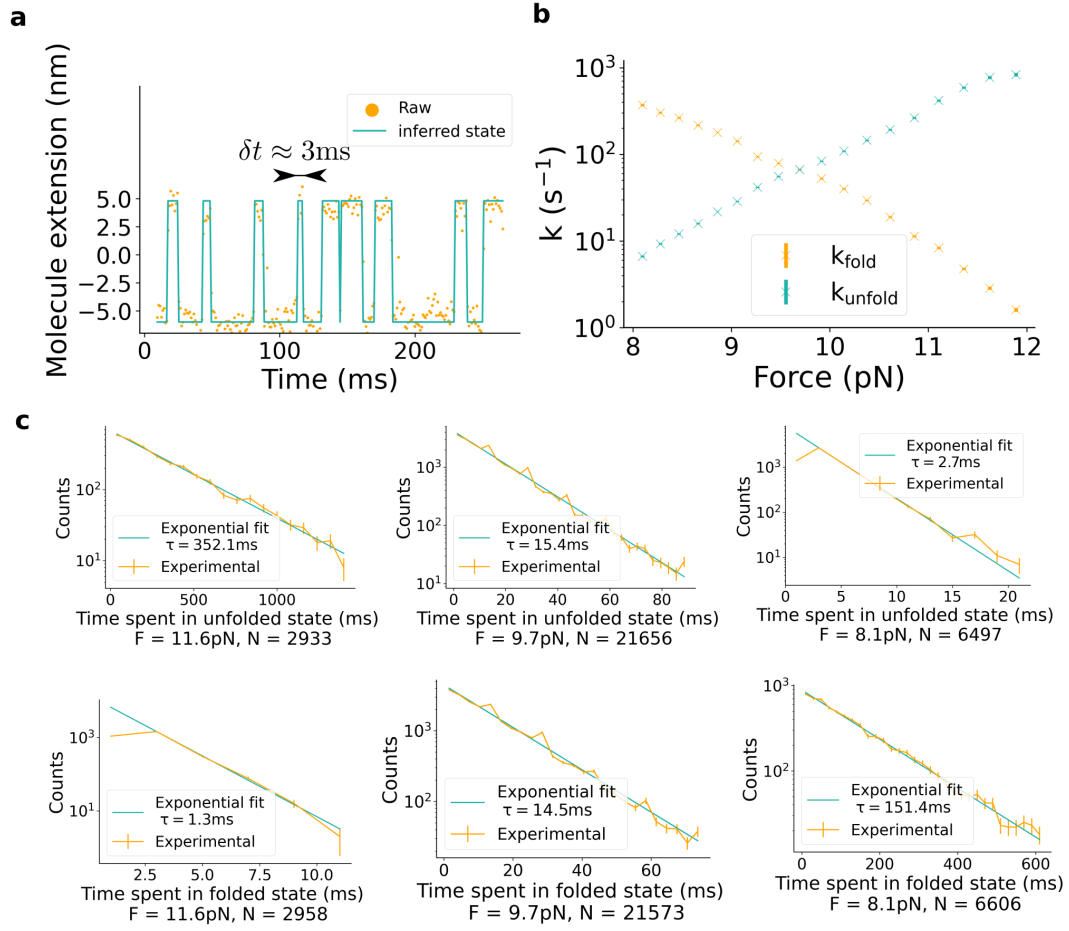 a
Molecule extension (nm)
5.0
2.5
0.0
−2.5
−5.0
Raw
inferred state
δt ≈ 3ms
0
100
200
Time (ms)
b
k (s⁻¹)
10³
10²
10¹
10⁰
k_fold
k_unfold
8
9
10
11
12
Force (pN)
c
Counts
10²
10¹
Exponential fit
τ = 352.1ms
Experimental
0
500
1000
Time spent in unfolded state (ms)
F = 11.6pN, N = 2933
Counts
10³
10²
10¹
Exponential fit
τ = 15.4ms
Experimental
0
20
40
60
80
Time spent in unfolded state (ms)
F = 9.7pN, N = 21656
Counts
10³
10²
10¹
Exponential fit
τ = 2.7ms
Experimental
0
5
10
15
20
Time spent in unfolded state (ms)
F = 8.1pN, N = 6497
Counts
10³
10¹
Exponential fit
τ = 1.3ms
Experimental
2.5
5.0
7.5
10.0
Time spent in folded state (ms)
F = 11.6pN, N = 2958
Counts
10³
10²
Exponential fit
τ = 14.5ms
Experimental
0
20
40
60
Time spent in folded state (ms)
F = 9.7pN, N = 21573
Counts
10³
10²
Exponential fit
τ = 151.4ms
Experimental
0
200
400
600
Time spent in folded state (ms)
F = 8.1pN, N = 6606